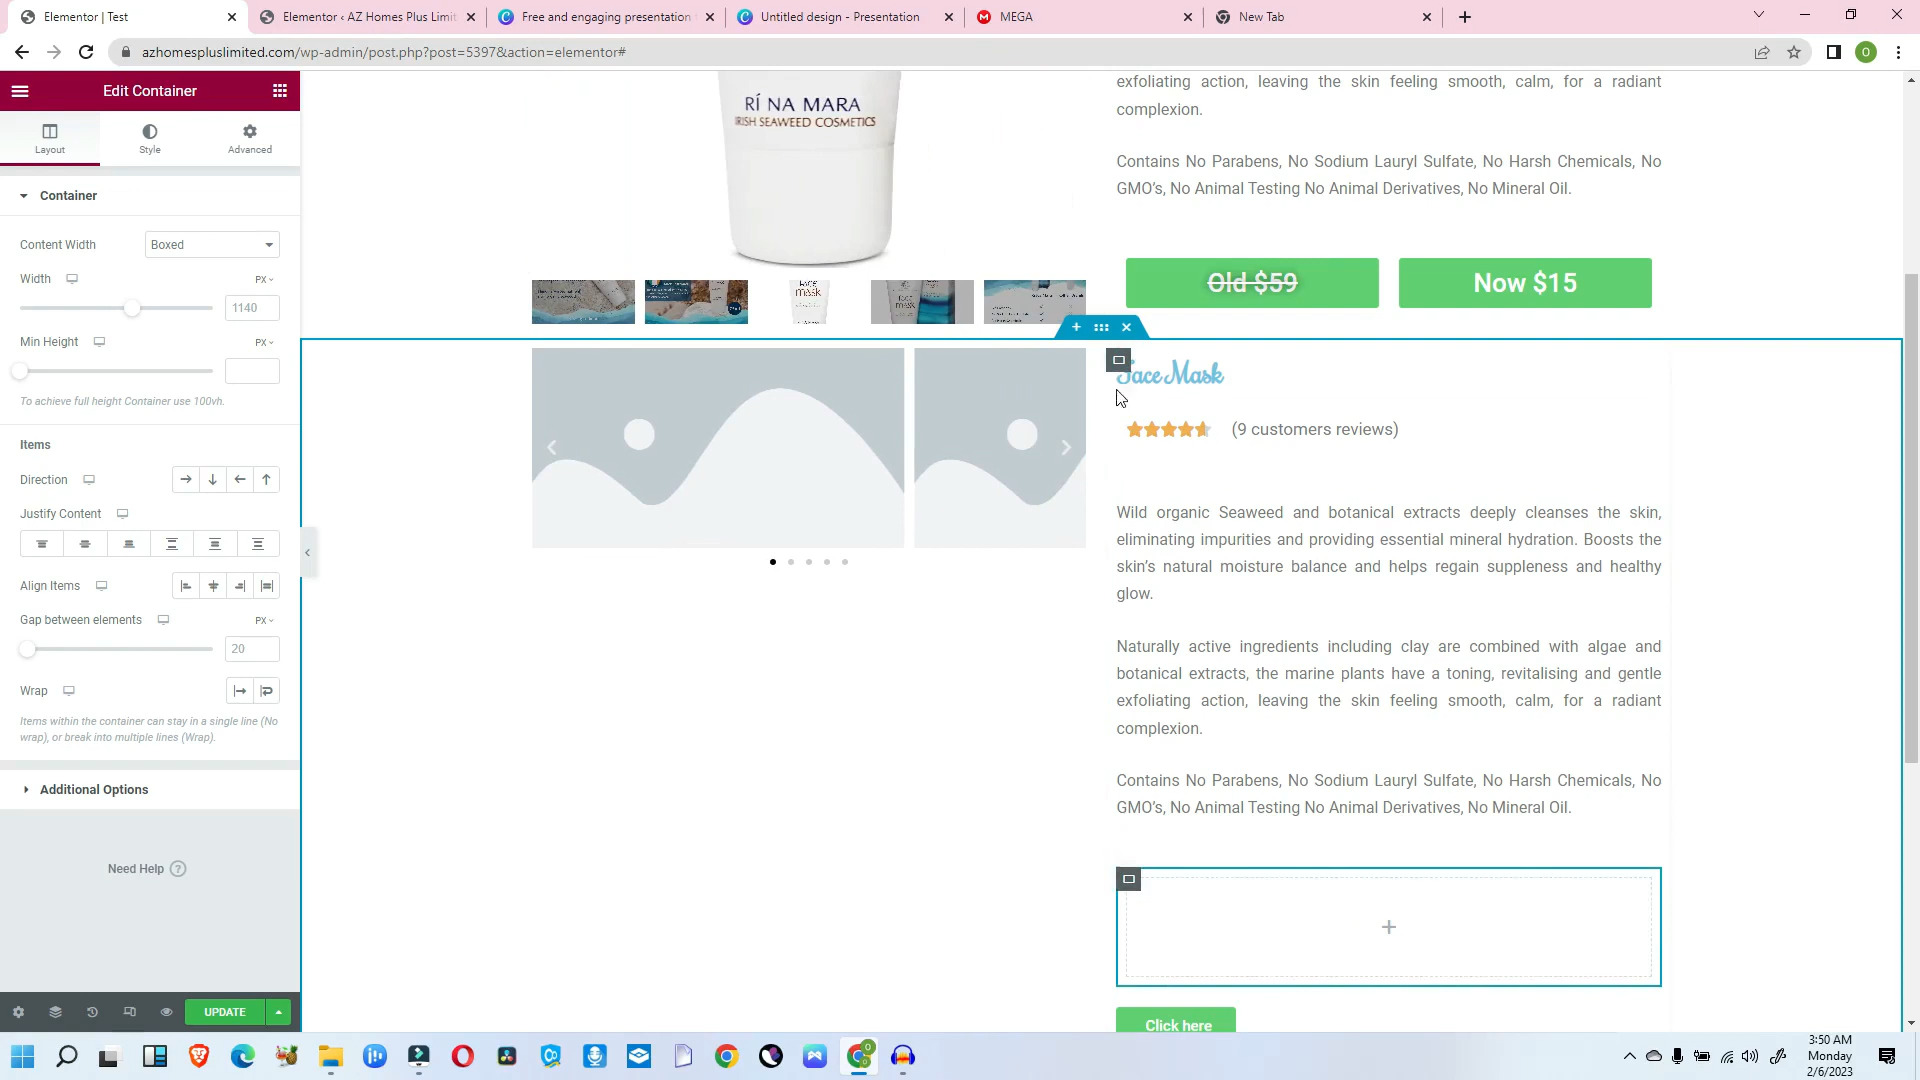 Elementor | Test
Elementor ‹ AZ Homes Plus Limit
Free and engaging presentation
Untitled design - Presentation
MEGA
New Tab
azhomespluslimited.com/wp-admin/post.php?post=5397&action=elementor#
O
Edit Container
Layout
Style
Advanced
Container
Content Width
Boxed
Width
PX
1140
Min Height
PX
To achieve full height Container use 100vh.
Items
Direction
Justify Content
Align Items
Gap between elements
PX
20
Wrap
Items within the container can stay in a single line (No
wrap), or break into multiple lines (Wrap).
Additional Options
Need Help
UPDATE
RÍ NA MARA
IRISH SEAWEED COSMETICS
face
mask
exfoliating action, leaving the skin feeling smooth, calm, for a radiant
complexion.
Contains No Parabens, No Sodium Lauryl Sulfate, No Harsh Chemicals, No
GMO's, No Animal Testing No Animal Derivatives, No Mineral Oil.
Old $59
Now $15
Face Mask
(9 customers reviews)
Wild organic Seaweed and botanical extracts deeply cleanses the skin,
eliminating impurities and providing essential mineral hydration. Boosts the
skin's natural moisture balance and helps regain suppleness and healthy
glow.
Naturally active ingredients including clay are combined with algae and
botanical extracts, the marine plants have a toning, revitalising and gentle
exfoliating action, leaving the skin feeling smooth, calm, for a radiant
complexion.
Contains No Parabens, No Sodium Lauryl Sulfate, No Harsh Chemicals, No
GMO's, No Animal Testing No Animal Derivatives, No Mineral Oil.
Click here
3:50 AM
Monday
2/6/2023